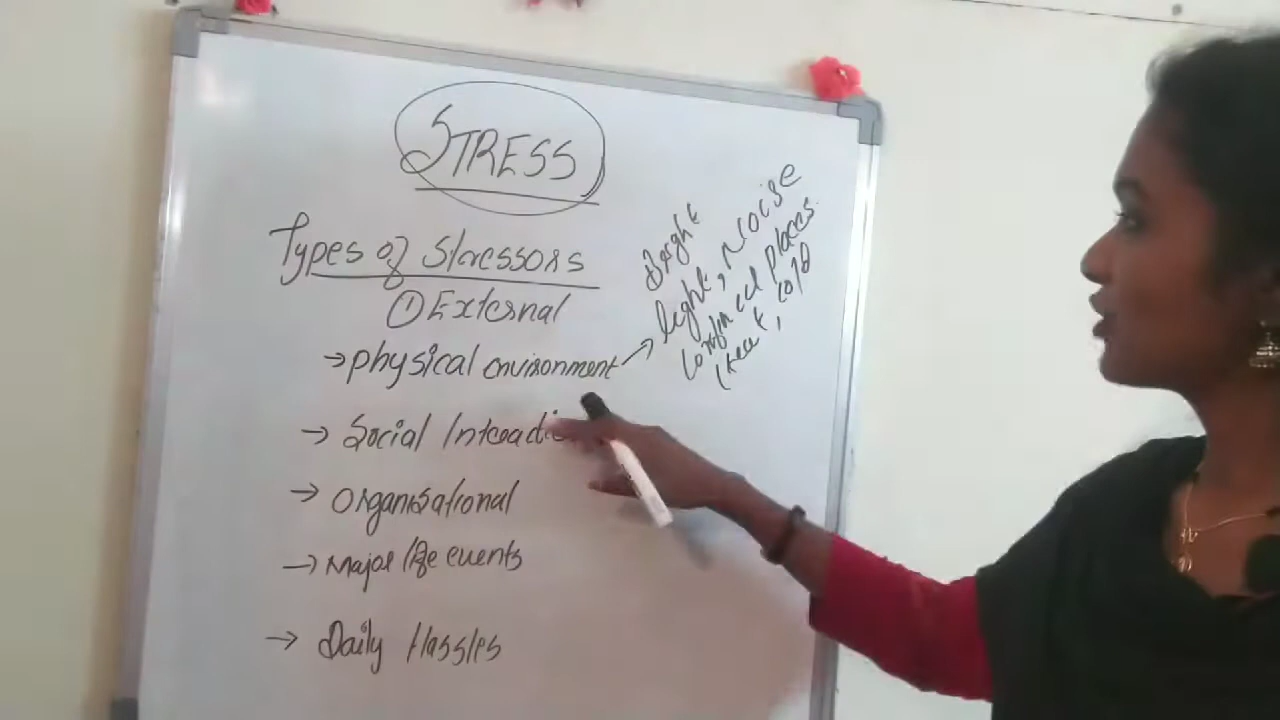 STRESS
Types of Stressors
① External
→ Physical environment →
Bright
light, noise
confined places
heat, cold
→ Social Interacti
→ Organisational
→ Major life events
→ Daily Hassles